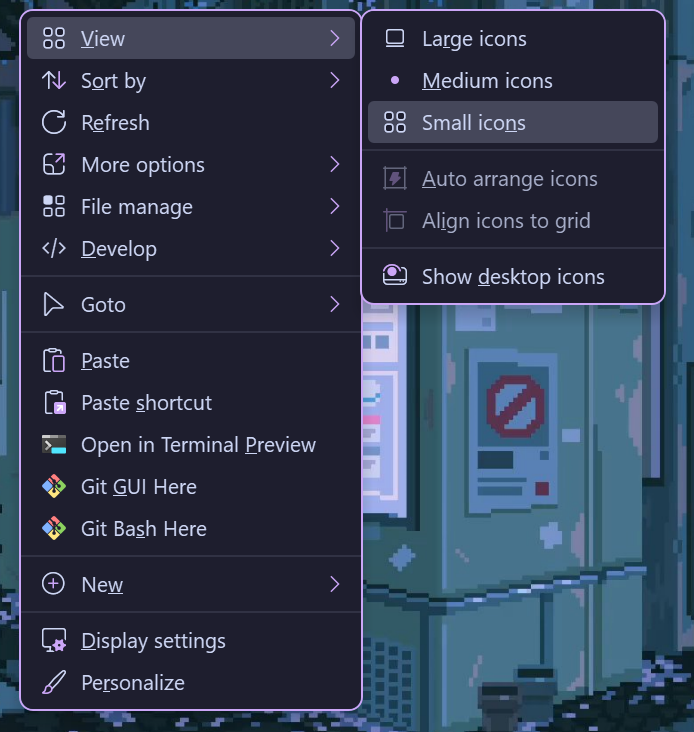 View
Sort by
Refresh
More options
File manage
Develop
Goto
Paste
Paste shortcut
Open in Terminal Preview
Git GUI Here
Git Bash Here
New
Display settings
Personalize
Large icons
Medium icons
Small icons
Auto arrange icons
Align icons to grid
Show desktop icons